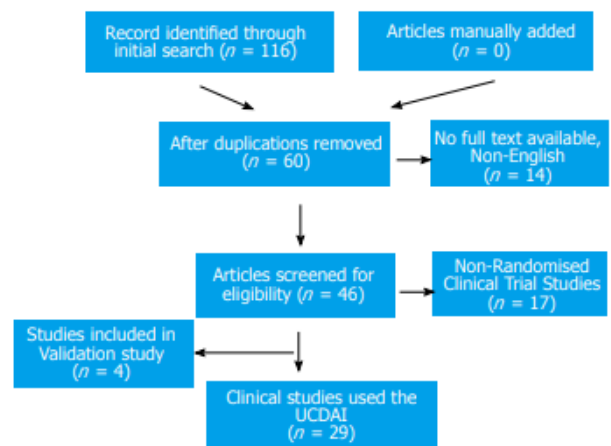 Record identified through
initial search (n = 116)
Articles manually added
(n = 0)
After duplications removed
(n = 60)
No full text available,
Non-English
(n = 14)
Articles screened for
eligibility (n = 46)
Non-Randomised
Clinical Trial Studies
(n = 17)
Studies included in
Validation study
(n = 4)
Clinical studies used the
UCDAI
(n = 29)